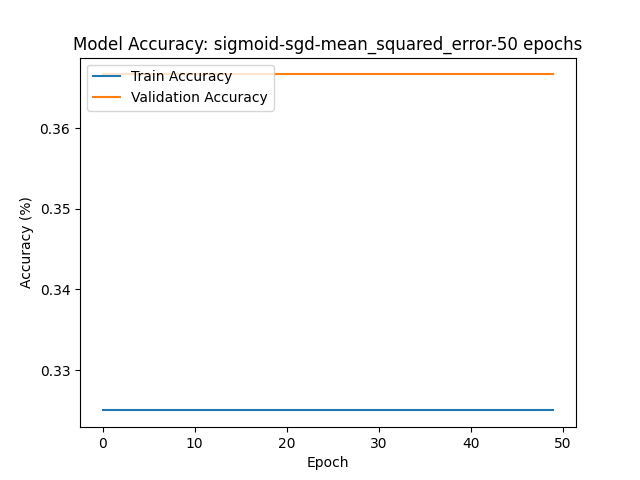 Model Accuracy: sigmoid-sgd-mean_squared_error-50 epochs
Train Accuracy
Validation Accuracy
0.36
0.35
0.34
0.33
Accuracy (%)
0 10 20 30 40 50
Epoch